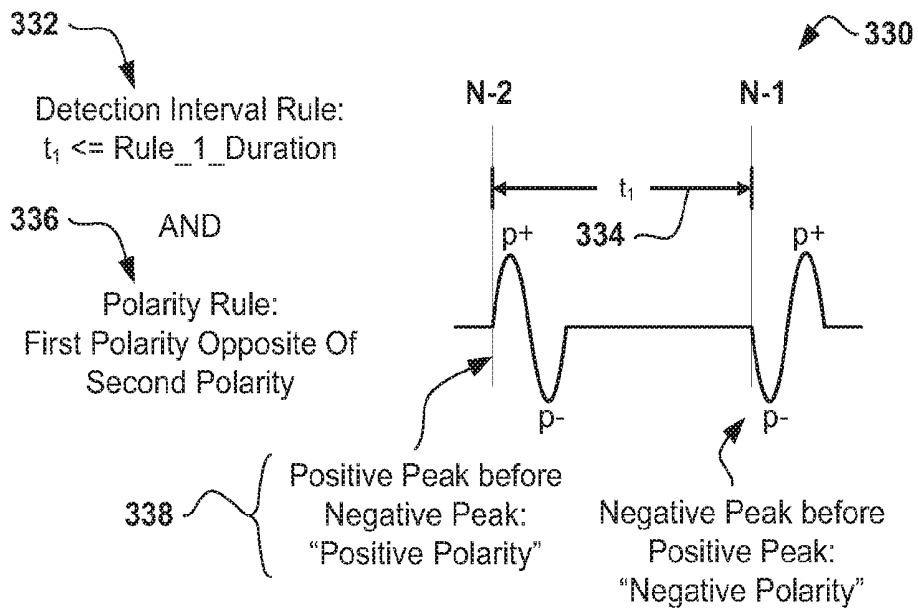 332
330
Detection Interval Rule:
t₁ <= Rule_1_Duration
N-2
N-1
t₁
334
336
AND
p+
p+
Polarity Rule:
First Polarity Opposite Of
Second Polarity
p-
p-
338
Positive Peak before
Negative Peak:
“Positive Polarity”
Negative Peak before
Positive Peak:
“Negative Polarity”